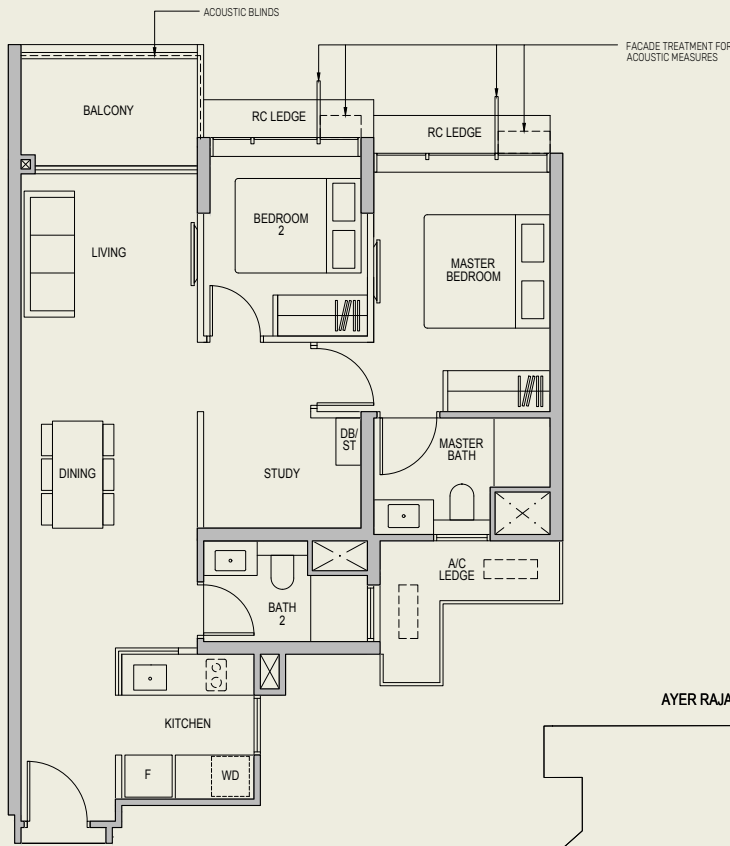 ACOUSTIC BLINDS
FACADE TREATMENT FOR
ACOUSTIC MEASURES
BALCONY
RC LEDGE
RC LEDGE
LIVING
BEDROOM
2
MASTER
BEDROOM
DB/
ST
MASTER
BATH
DINING
STUDY
A/C
LEDGE
BATH
2
KITCHEN
F
WD
AYER RAJA